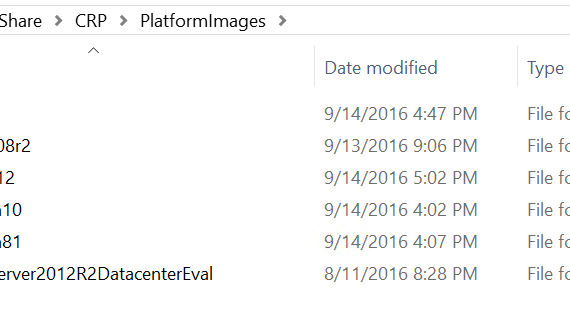 Share > CRP > PlatformImages >
Date modified Type
9/14/2016 4:47 PM File fo
08r2 9/13/2016 9:06 PM File fo
12 9/14/2016 5:02 PM File fo
10 9/14/2016 4:02 PM File fo
81 9/14/2016 4:07 PM File fo
erver2012R2DatacenterEval 8/11/2016 8:28 PM File fo